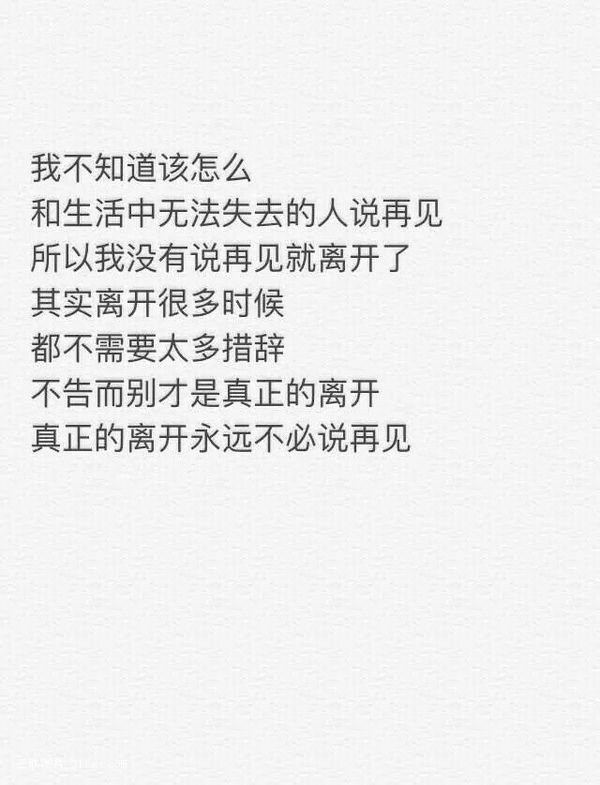 我不知道该怎么
和生活中无法失去的人说再见
所以我没有说再见就离开了
其实离开很多时候
都不需要太多措辞
不告而别才是真正的离开
真正的离开永远不必说再见